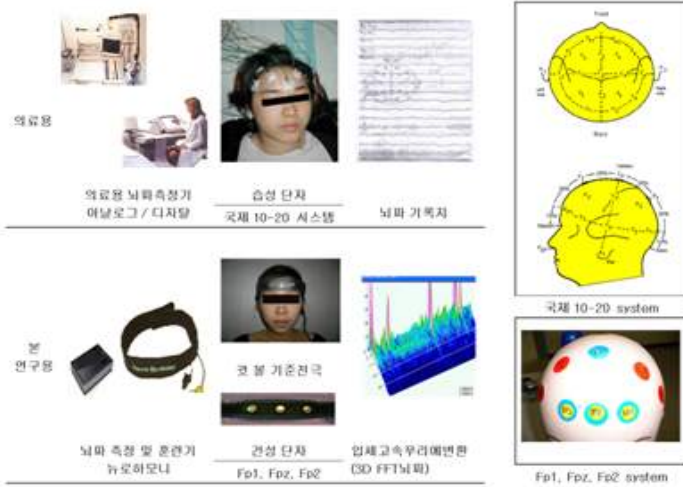 의료용
의료용 뇌파측정기
아날로그 / 디지탈
습성 단자
국제 10-20 시스템
뇌파 기록지
본
연구용
뇌파 측정 및 훈련기
뉴로하모니
귓 볼 기준전극
건성 단자
Fp1, Fpz, Fp2
입체고속푸리에변환
(3D FFT뇌파)
국제 10-20 system
Fp1, Fpz, Fp2 system